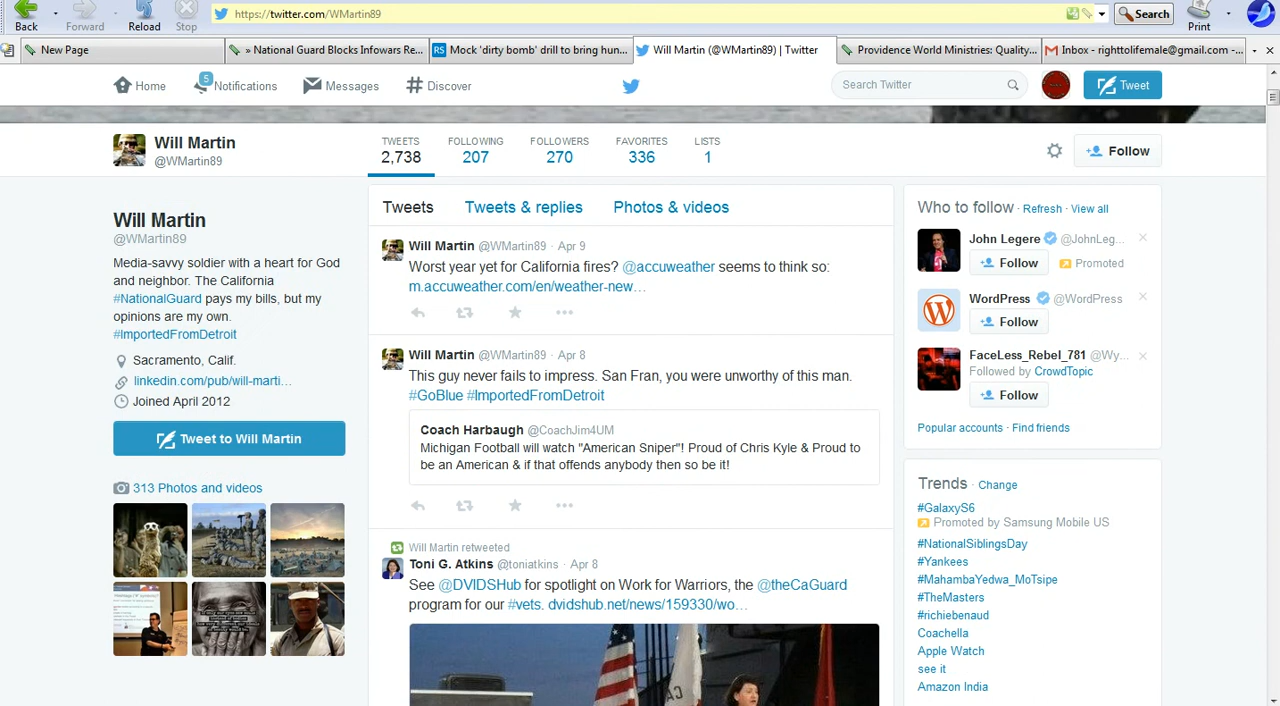 Back
Forward
Reload
Stop
https://twitter.com/WMartin89
Search
Print
New Page
» National Guard Blocks Infowars Re...
RS Mock 'dirty bomb' drill to bring hun...
Will Martin (@WMartin89) | Twitter
Providence World Ministries: Quality,...
Inbox - righttolifemale@gmail.com -...
Home
5
Notifications
Messages
# Discover
Search Twitter
Tweet
Will Martin
@WMartin89
TWEETS
2,738
FOLLOWING
207
FOLLOWERS
270
FAVORITES
336
LISTS
1
Follow
Will Martin
@WMartin89
Media-savvy soldier with a heart for God
and neighbor. The California
#NationalGuard pays my bills, but my
opinions are my own.
#ImportedFromDetroit
Sacramento, Calif.
linkedin.com/pub/will-marti…
Joined April 2012
Tweet to Will Martin
313 Photos and videos
Tweets
Tweets & replies
Photos & videos
Will Martin @WMartin89 · Apr 9
Worst year yet for California fires? @accuweather seems to think so:
m.accuweather.com/en/weather-new…
Will Martin @WMartin89 · Apr 8
This guy never fails to impress. San Fran, you were unworthy of this man.
#GoBlue #ImportedFromDetroit
Coach Harbaugh @CoachJim4UM
Michigan Football will watch "American Sniper"! Proud of Chris Kyle & Proud to
be an American & if that offends anybody then so be it!
Will Martin retweeted
Toni G. Atkins @toniatkins · Apr 8
See @DVIDSHub for spotlight on Work for Warriors, the @theCaGuard
program for our #vets. dvidshub.net/news/159330/wo…
Who to follow · Refresh · View all
John Legere @JohnLeg...
Follow
Promoted
WordPress @WordPress
Follow
FaceLess_Rebel_781 @Wy...
Followed by CrowdTopic
Follow
Popular accounts · Find friends
Trends · Change
#GalaxyS6
Promoted by Samsung Mobile US
#NationalSiblingsDay
#Yankees
#MahambaYedwa_MoTsipe
#TheMasters
#richiebenaud
Coachella
Apple Watch
see it
Amazon India